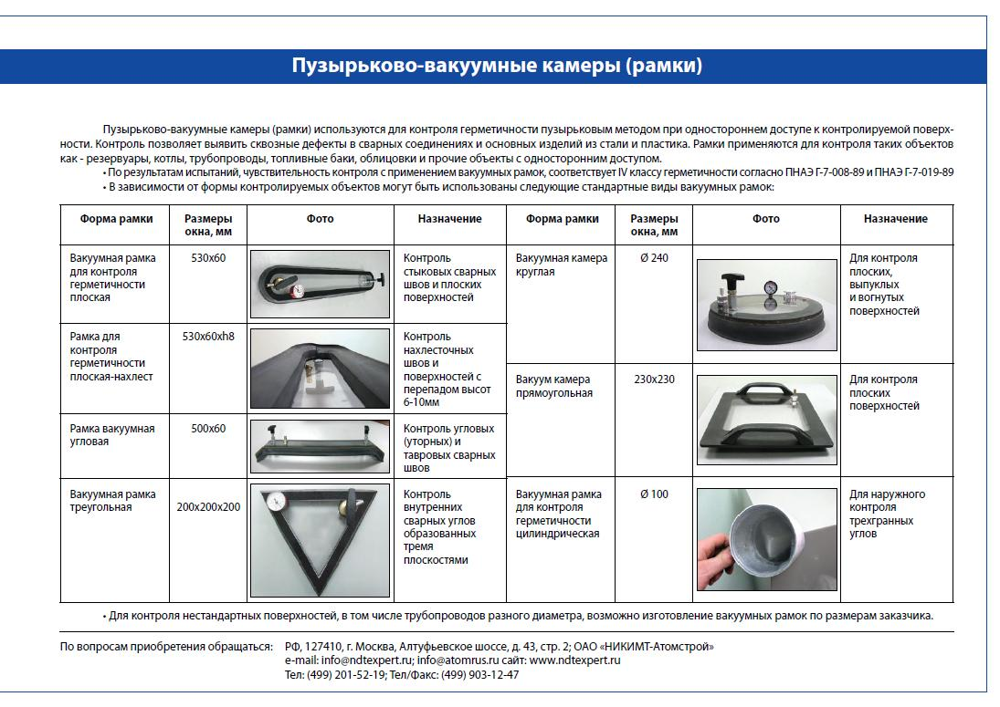 Пузырьково-вакуумные камеры (рамки)
Пузырьково-вакуумные камеры (рамки) используются для контроля герметичности пузырьковым методом при одностороннем доступе к контролируемой поверх-
ности. Контроль позволяет выявить сквозные дефекты в сварных соединениях и основных изделий из стали и пластика. Рамки применяются для контроля таких объектов
как - резервуары, котлы, трубопроводы, топливные баки, облицовки и прочие объекты с односторонним доступом.
• По результатам испытаний, чувствительность контроля с применением вакуумных рамок, соответствует IV классу герметичности согласно ПНАЭ Г-7-008-89 и ПНАЭ Г-7-019-89
• В зависимости от формы контролируемых объектов могут быть использованы следующие стандартные виды вакуумных рамок:
Форма рамки
Размеры
окна, мм
Фото
Назначение
Вакуумная рамка
для контроля
герметичности
плоская
530х60
Контроль
стыковых сварных
швов и плоских
поверхностей
Рамка для
контроля
герметичности
плоская-нахлест
530х60хh8
Контроль
нахлесточных
швов и
поверхностей с
перепадом высот
6-10мм
Рамка вакуумная
угловая
500х60
Контроль угловых
(уторных) и
тавровых сварных
швов
Вакуумная рамка
треугольная
200х200х200
Контроль
внутренних
сварных углов
образованных
тремя
плоскостями
Форма рамки
Размеры
окна, мм
Фото
Назначение
Вакуумная камера
круглая
Ø 240
Для контроля
плоских,
выпуклых
и вогнутых
поверхностей
Вакуум камера
прямоугольная
230х230
Для контроля
плоских
поверхностей
Вакуумная рамка
для контроля
герметичности
цилиндрическая
Ø 100
Для наружного
контроля
трехгранных
углов
• Для контроля нестандартных поверхностей, в том числе трубопроводов разного диаметра, возможно изготовление вакуумных рамок по размерам заказчика.
По вопросам приобретения обращаться: РФ, 127410, г. Москва, Алтуфьевское шоссе, д. 43, стр. 2; ОАО «НИКИМТ-Атомстрой»
e-mail: info@ndtexpert.ru; info@atomrus.ru сайт: www.ndtexpert.ru
Тел: (499) 201-52-19; Тел/Факс: (499) 903-12-47